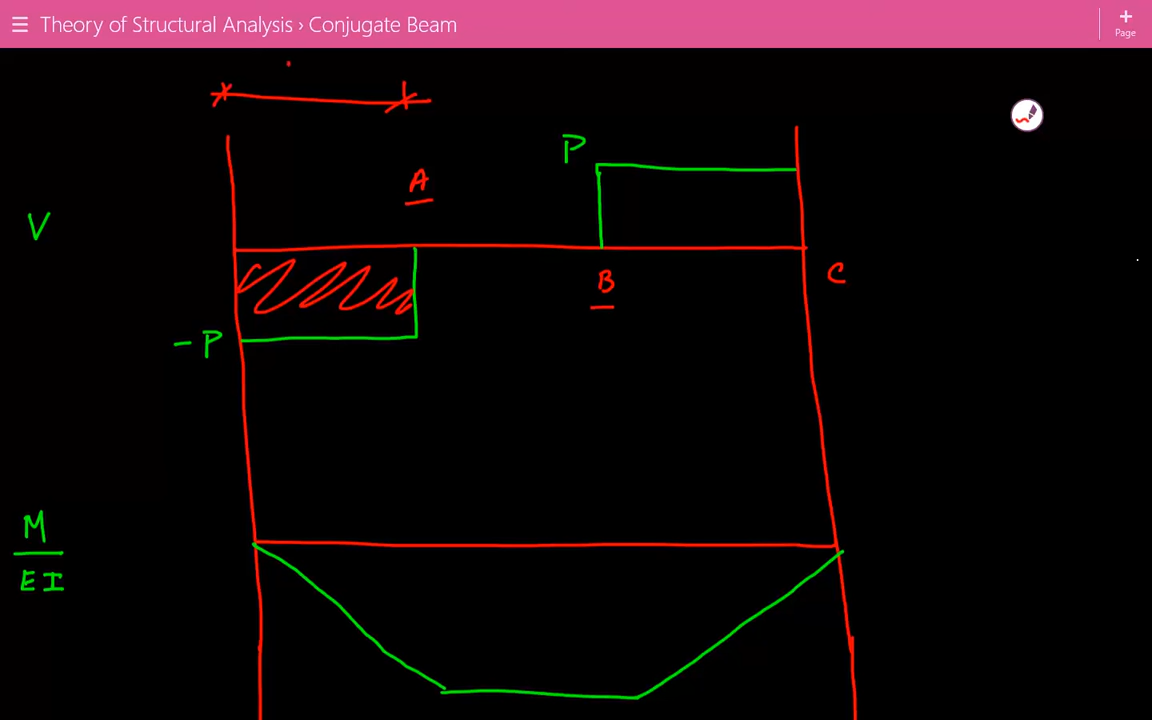 Theory of Structural Analysis › Conjugate Beam
Page
P
A
V
B
C
-P
M
EI